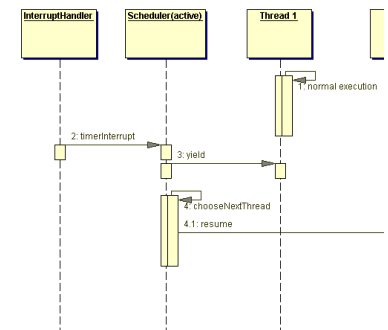 InterruptHandler
Scheduler(active)
Thread 1
1: normal execution
2: timerInterrupt
3: yield
4: chooseNextThread
4.1: resume